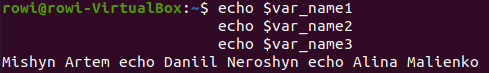 rowi@rowi-VirtualBox:~$ echo $var_name1
echo $var_name2
echo $var_name3
Mishyn Artem echo Daniil Neroshyn echo Alina Malienko